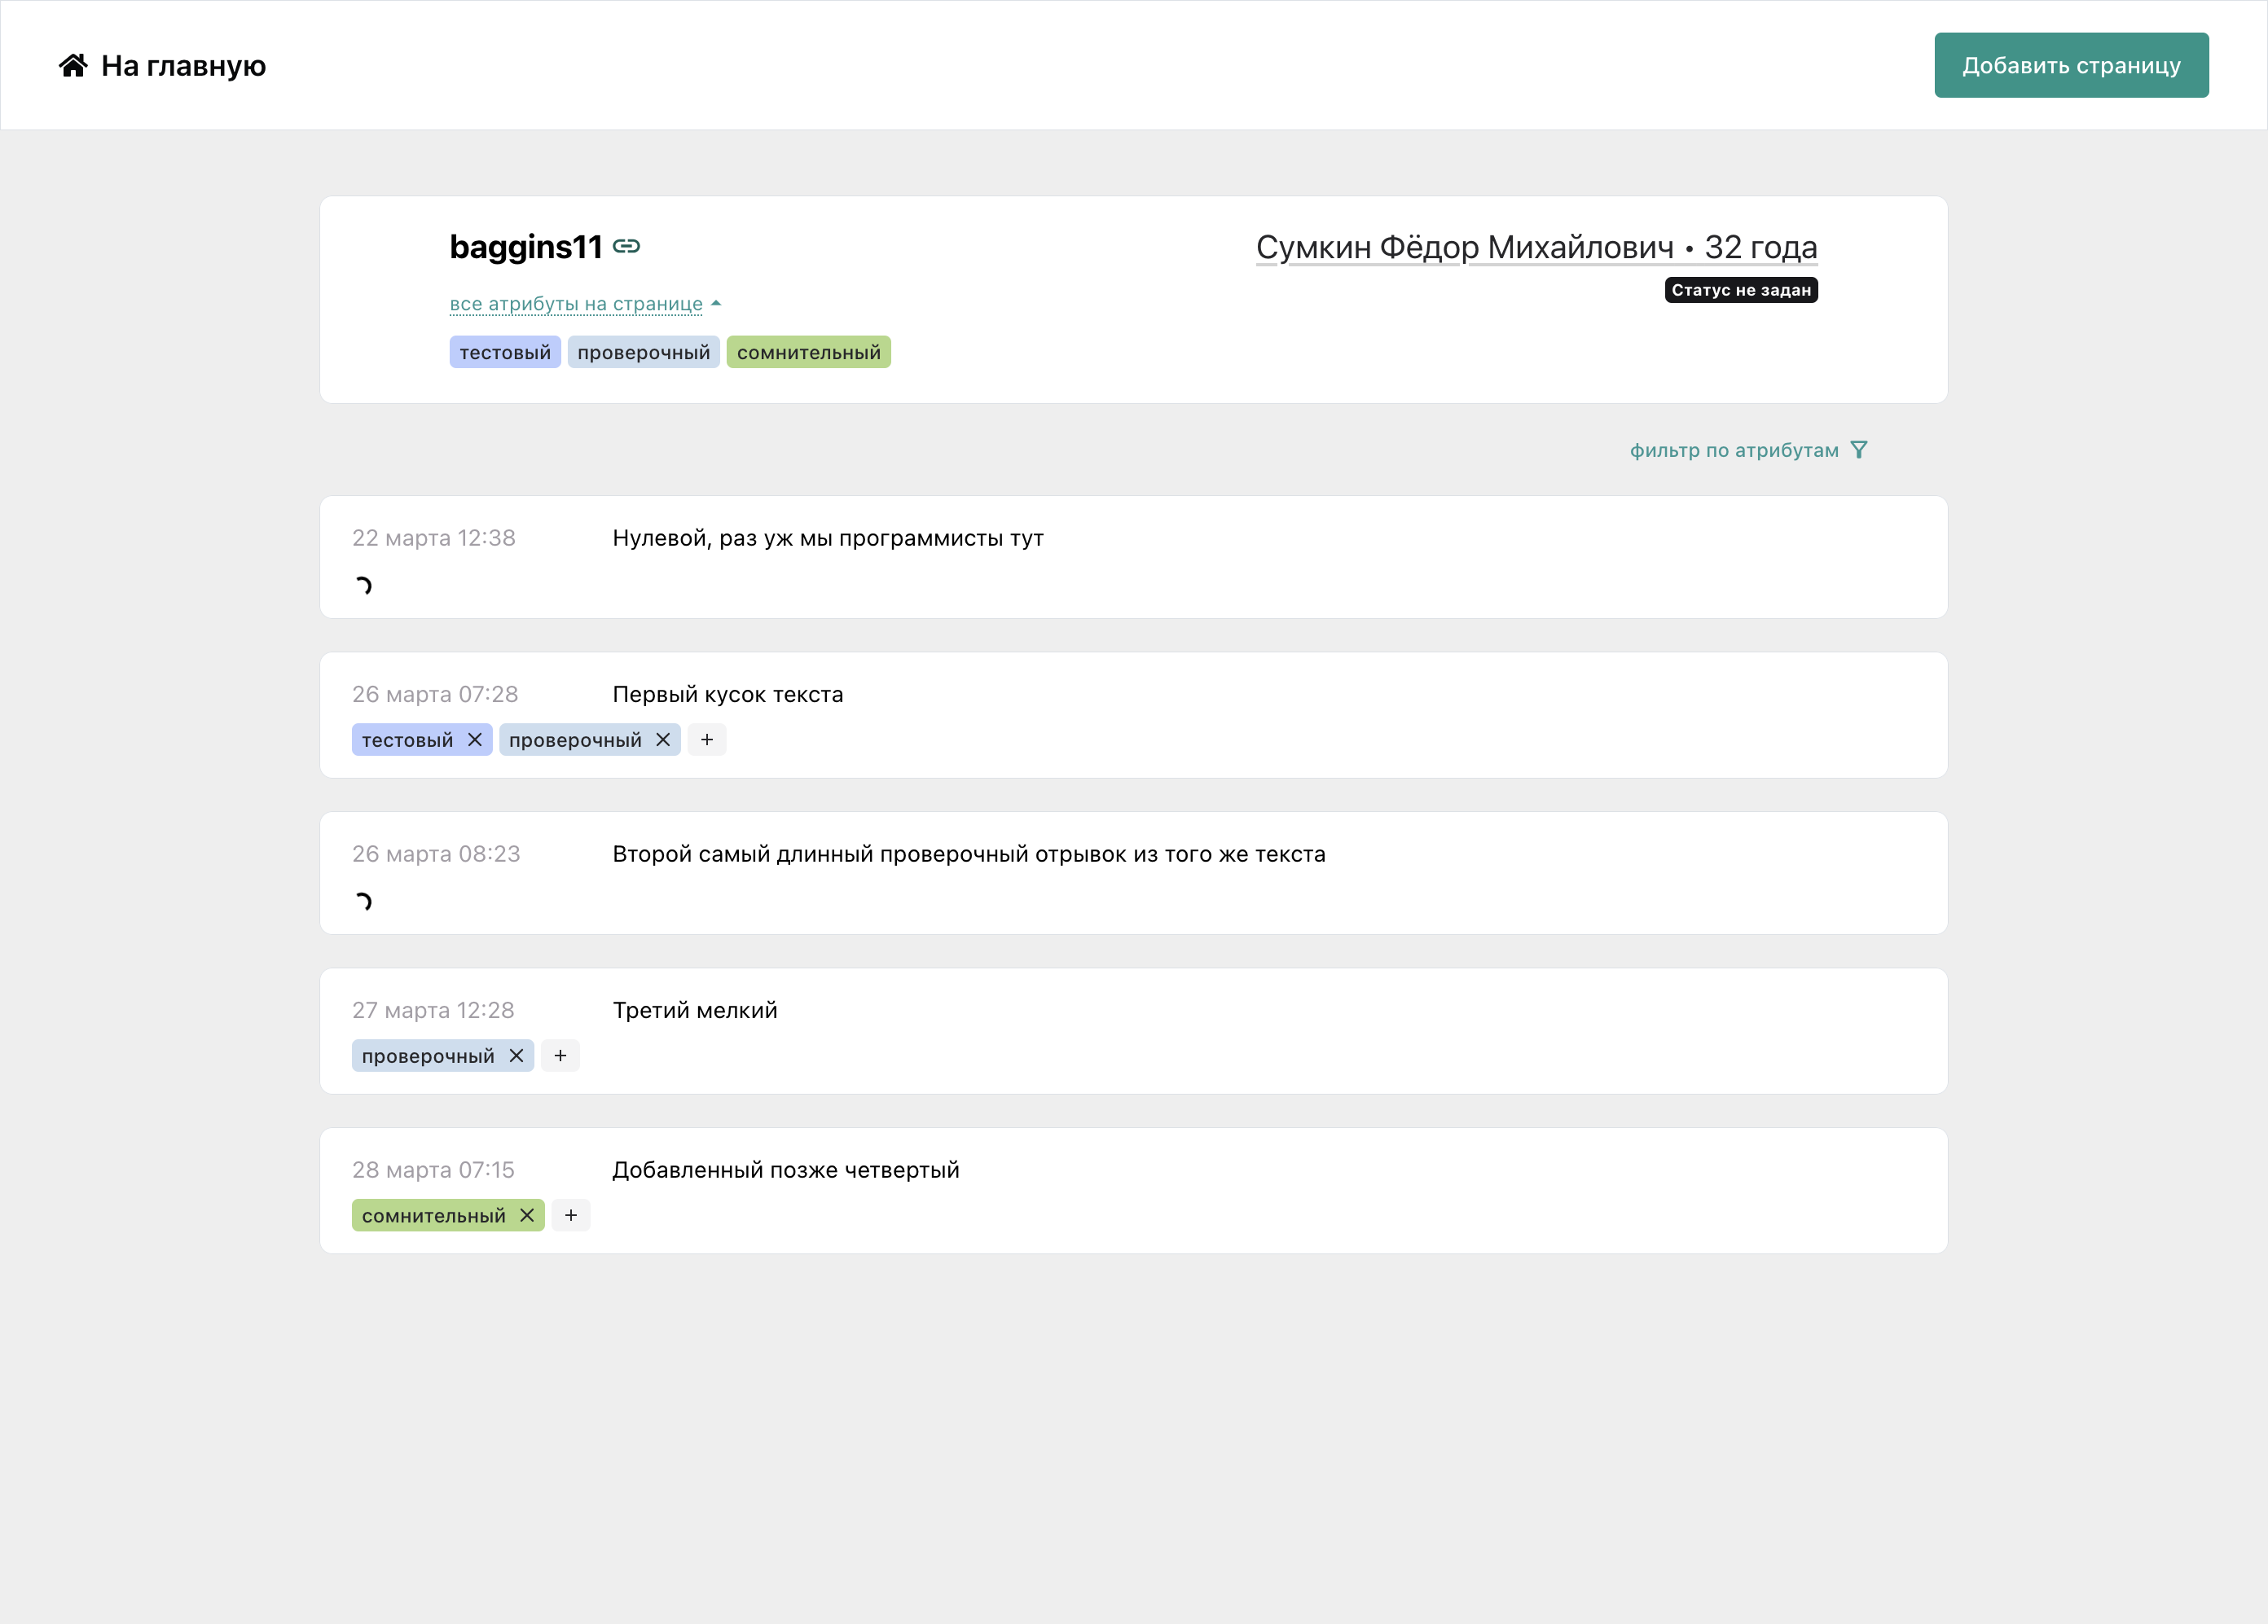 На главную
Добавить страницу
baggins11
Сумкин Фёдор Михайлович • 32 года
Статус не задан
все атрибуты на странице
тестовый проверочный сомнительный
фильтр по атрибутам
22 марта 12:38 Нулевой, раз уж мы программисты тут
26 марта 07:28 Первый кусок текста
тестовый проверочный +
26 марта 08:23 Второй самый длинный проверочный отрывок из того же текста
27 марта 12:28 Третий мелкий
проверочный +
28 марта 07:15 Добавленный позже четвертый
сомнительный +